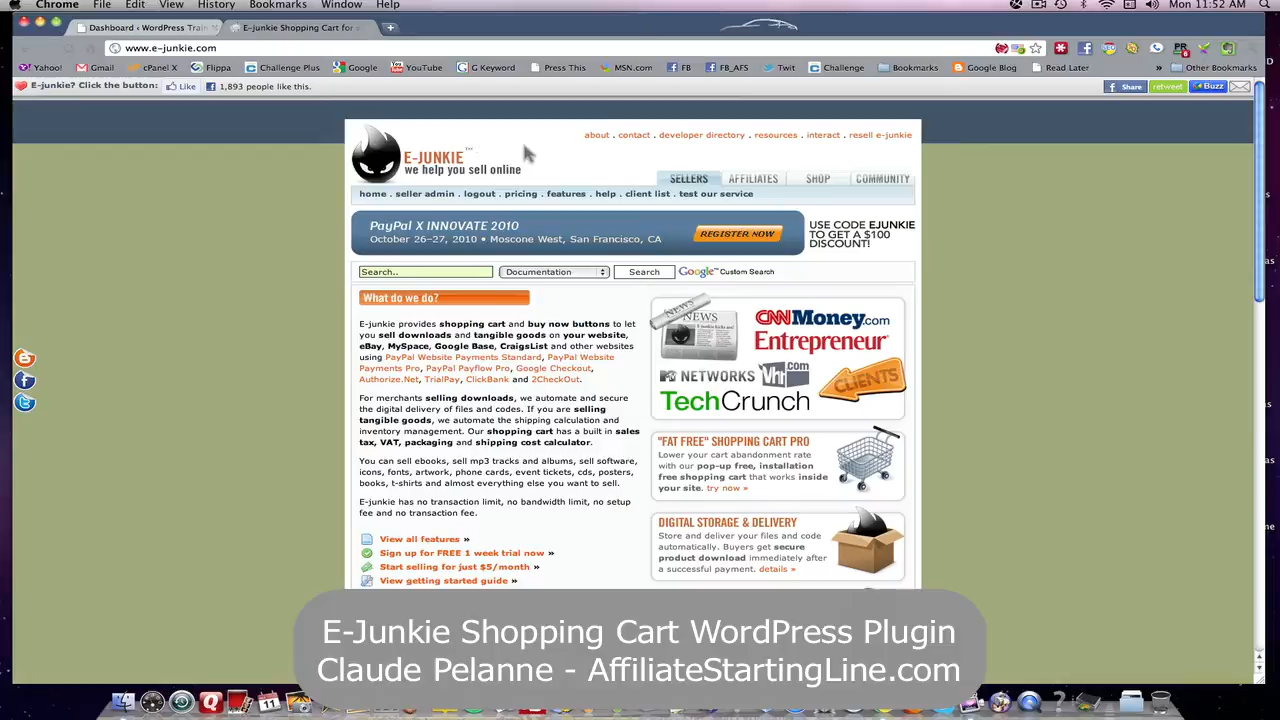 Chrome File Edit View History Bookmarks Window Help Mon 11:52 AM
Dashboard ‹ WordPress Train E-junkie Shopping Cart for s
www.e-junkie.com
Yahoo! Gmail cPanel X Flippa Challenge Plus Google YouTube G Keyword Press This MSN.com FB FB_AFS Twit Challenge Bookmarks Google Blog Read Later » Other Bookmarks
E-junkie? Click the button: Like 1,893 people like this. Share retweet Buzz
about . contact . developer directory . resources . interact . resell e-junkie
E-JUNKIE™
we help you sell online
SELLERS AFFILIATES SHOP COMMUNITY
home . seller admin . logout . pricing . features . help . client list . test our service
PayPal X INNOVATE 2010
October 26–27, 2010 • Moscone West, San Francisco, CA
REGISTER NOW
USE CODE EJUNKIE
TO GET A $100
DISCOUNT!
Search.. Documentation Search Google™ Custom Search
What do we do?
E-junkie provides shopping cart and buy now buttons to let
you sell downloads and tangible goods on your website,
eBay, MySpace, Google Base, CraigsList and other websites
using PayPal Website Payments Standard, PayPal Website
Payments Pro, PayPal Payflow Pro, Google Checkout,
Authorize.Net, TrialPay, ClickBank and 2CheckOut.
For merchants selling downloads, we automate and secure
the digital delivery of files and codes. If you are selling
tangible goods, we automate the shipping calculation and
inventory management. Our shopping cart has a built in sales
tax, VAT, packaging and shipping cost calculator.
You can sell ebooks, sell mp3 tracks and albums, sell software,
icons, fonts, artwork, phone cards, event tickets, cds, posters,
books, t-shirts and almost everything else you want to sell.
E-junkie has no transaction limit, no bandwidth limit, no setup
fee and no transaction fee.
View all features »
Sign up for FREE 1 week trial now »
Start selling for just $5/month »
View getting started guide »
NEWS
CNNMoney.com
Entrepreneur
MTV NETWORKS VH1.com
TechCrunch
CLIENTS
"FAT FREE" SHOPPING CART PRO
Lower your cart abandonment rate
with our pop-up free, installation
free shopping cart that works inside
your site. try now »
DIGITAL STORAGE & DELIVERY
Store and deliver your files and code
automatically. Buyers get secure
product download immediately after
a successful payment. details »
E-Junkie Shopping Cart WordPress Plugin
Claude Pelanne - AffiliateStartingLine.com